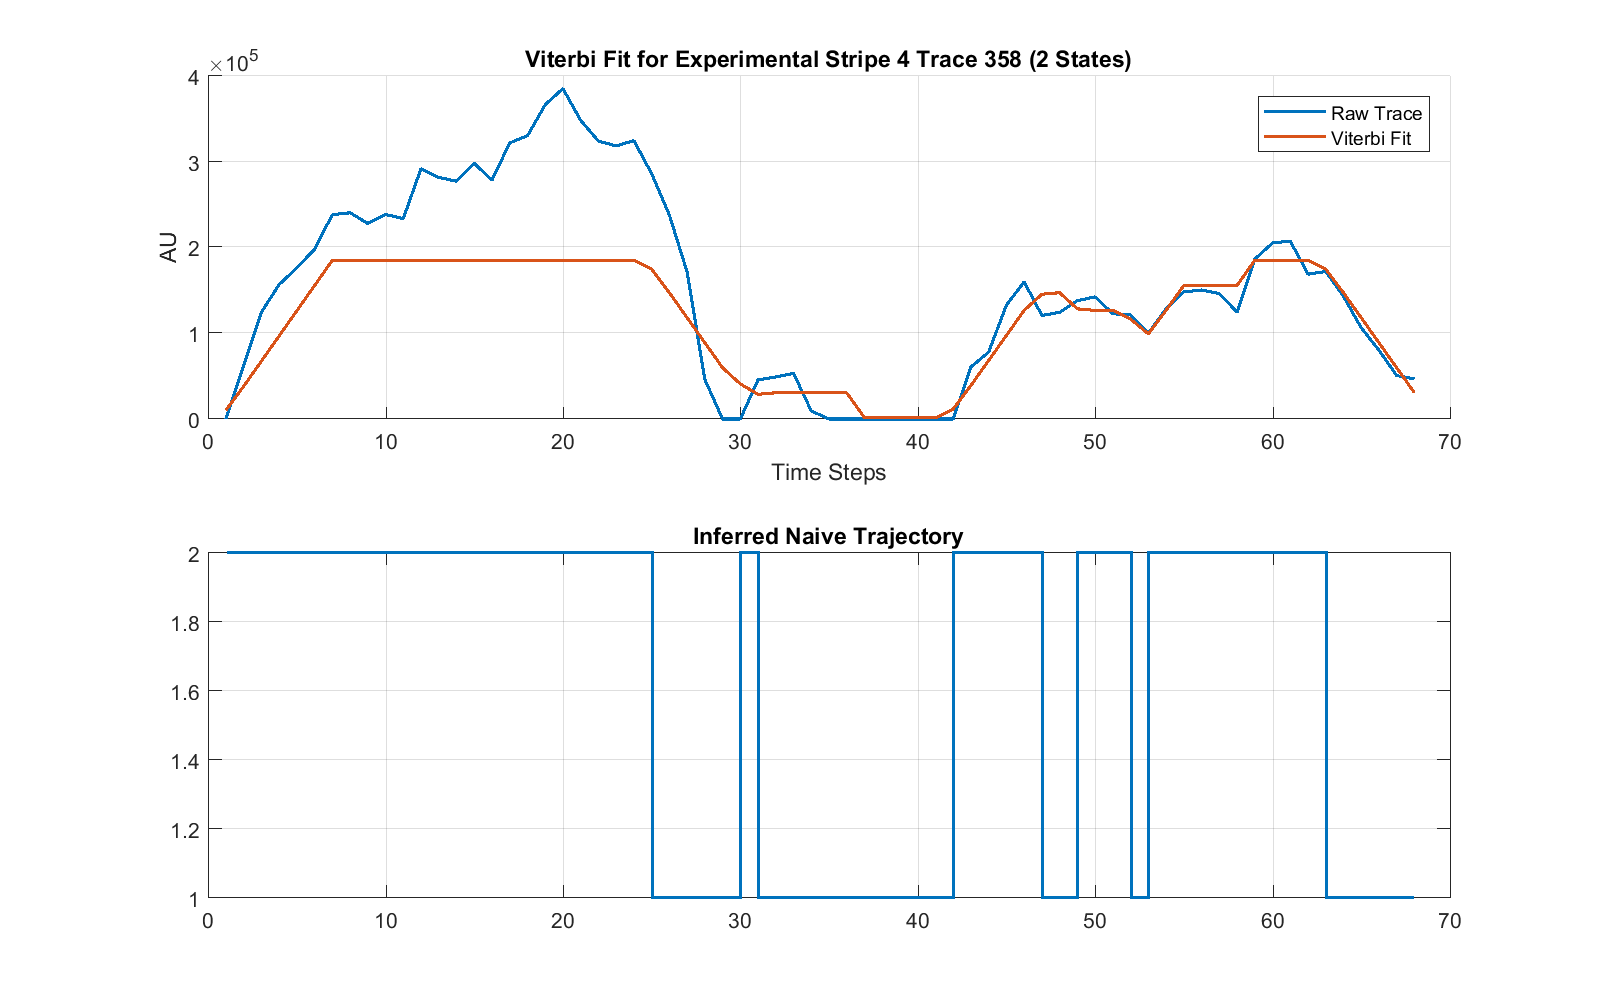 Viterbi Fit for Experimental Stripe 4 Trace 358 (2 States)
×10⁵
4
3
2
1
0
AU
Raw Trace
Viterbi Fit
0 10 20 30 40 50 60 70
Time Steps
Inferred Naive Trajectory
2
1.8
1.6
1.4
1.2
1
0 10 20 30 40 50 60 70